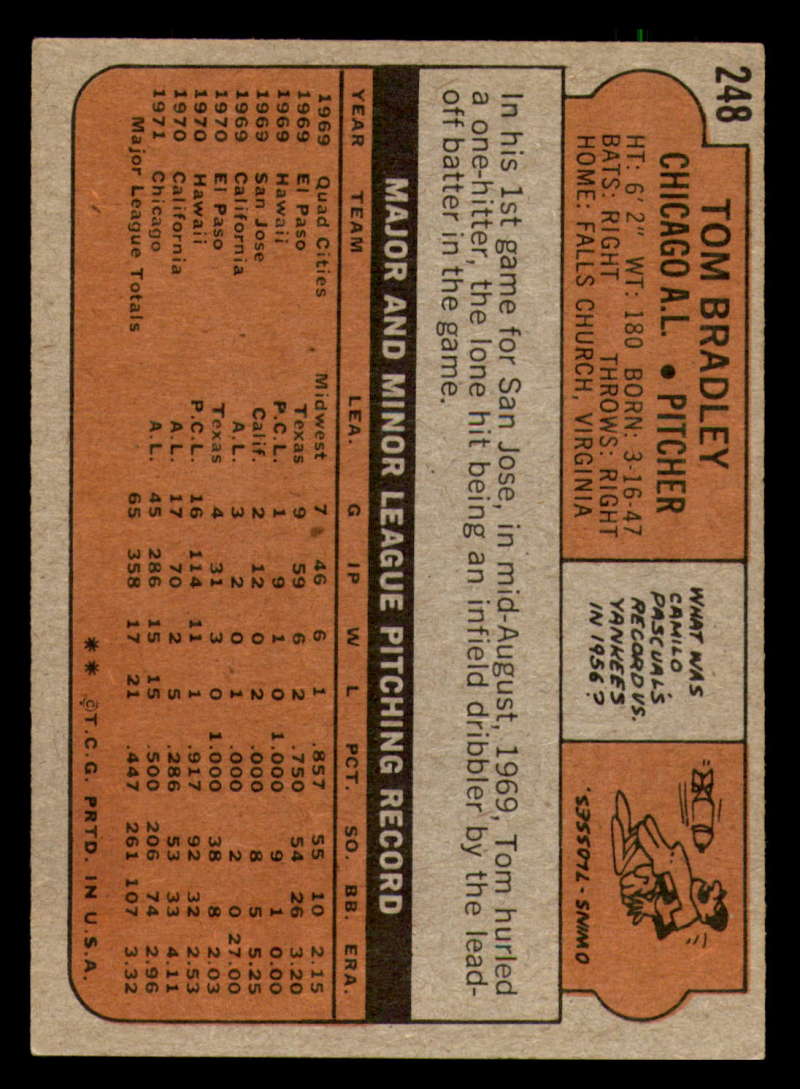 248
TOM BRADLEY
CHICAGO A.L. • PITCHER
HT: 6'2" WT: 180 BORN: 3-16-47
BATS: RIGHT THROWS: RIGHT
HOME: FALLS CHURCH, VIRGINIA
WHAT WAS
CAMILO
PASCUAL'S
RECORD VS.
YANKEES
IN 1956?
0WINS-7LOSSES.
In his 1st game for San Jose, in mid-August, 1969, Tom hurled
a one-hitter, the lone hit being an infield dribbler by the lead-
off batter in the game.
MAJOR AND MINOR LEAGUE PITCHING RECORD
YEAR TEAM LEA. G IP W L PCT. SO. BB. ERA.
1969 Quad Cities Midwest 7 46 6 1 .857 55 10 2.15
1969 El Paso Texas 9 59 6 2 .750 54 26 3.20
1969 Hawaii P.C.L. 1 9 1 0 1.000 9 1 0.00
1969 San Jose Calif. 2 12 0 2 .000 8 5 5.25
1969 California A.L. 3 2 0 1 .000 2 0 27.00
1970 El Paso Texas 4 31 3 0 1.000 38 8 2.03
1970 Hawaii P.C.L. 16 114 11 1 .917 92 32 2.53
1970 California A.L. 17 70 2 5 .286 53 33 4.11
1971 Chicago A.L. 45 286 15 15 .500 206 74 2.96
Major League Totals 65 358 17 21 .447 261 107 3.32
** ©T.C.G. PRTD. IN U.S.A.